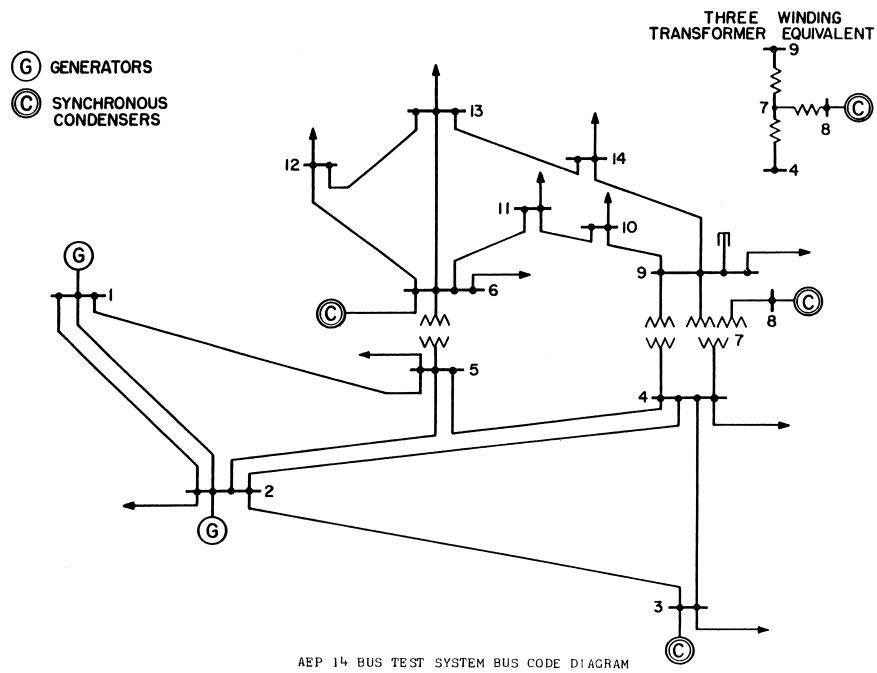 THREE WINDING
TRANSFORMER EQUIVALENT
9
7
C
8
4
G GENERATORS
C SYNCHRONOUS
CONDENSERS
13
12
14
11
10
G
1
9
6
C
8
C
7
5
4
2
G
3
C
AEP 14 BUS TEST SYSTEM BUS CODE DIAGRAM